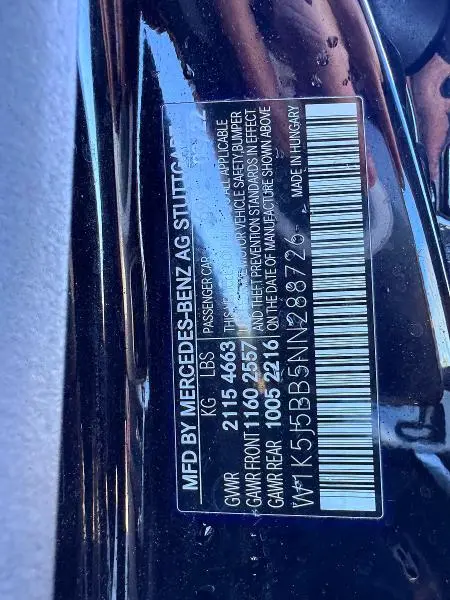 MFD BY MERCEDES-BENZ AG STUTTGART
KG LBS PASSENGER CAR
GVWR 2115 4663
GAWR FRONT 1160 2557
GAWR REAR 1005 2216
THIS TO ALL APPLICABLE
MOTOR VEHICLE SAFETY, BUMPER
AND THEFT PREVENTION STANDARDS IN EFFECT
ON THE DATE OF MANUFACTURE SHOWN ABOVE
W1K5J5BB5NN288726 MADE IN HUNGARY